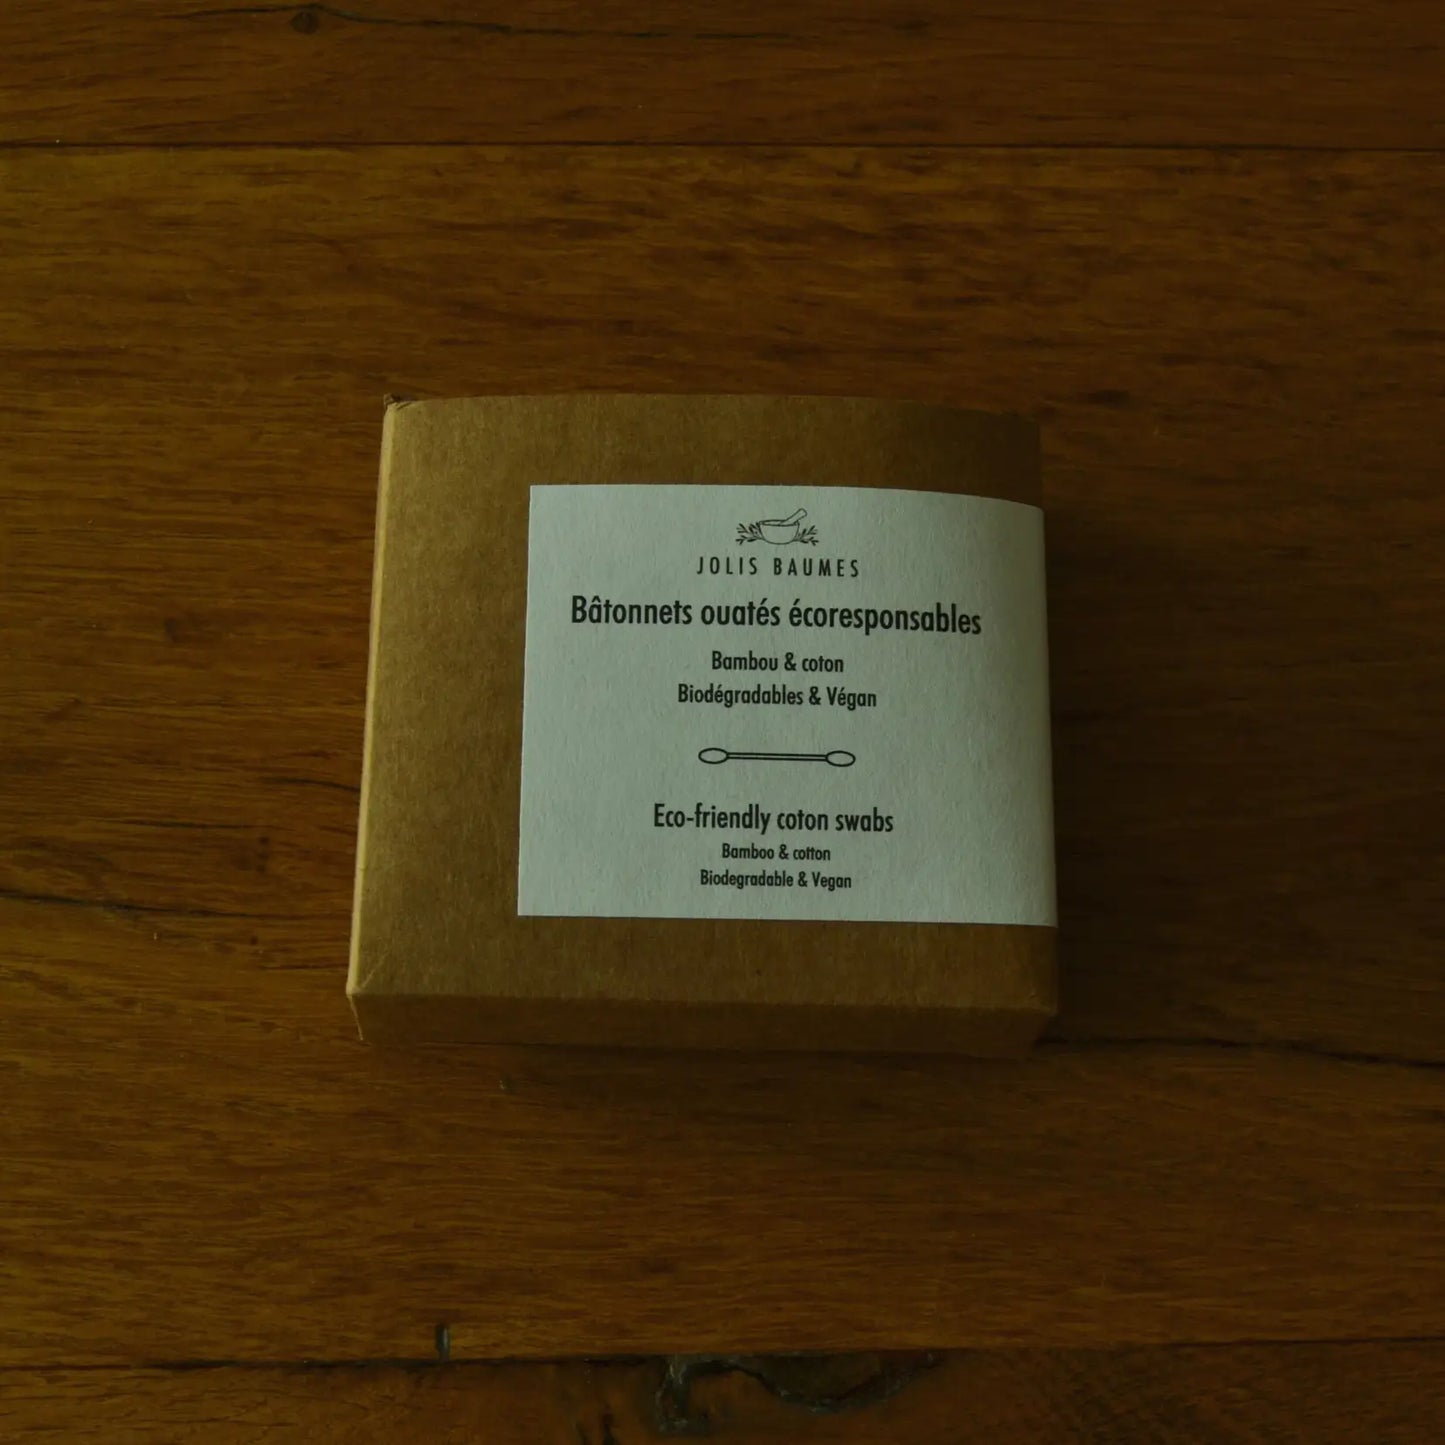 JOLIS BAUMES
Bâtonnets ouatés écoresponsables
Bambou & coton
Biodégradables & Végan
Eco-friendly coton swabs
Bamboo & cotton
Biodegradable & Vegan